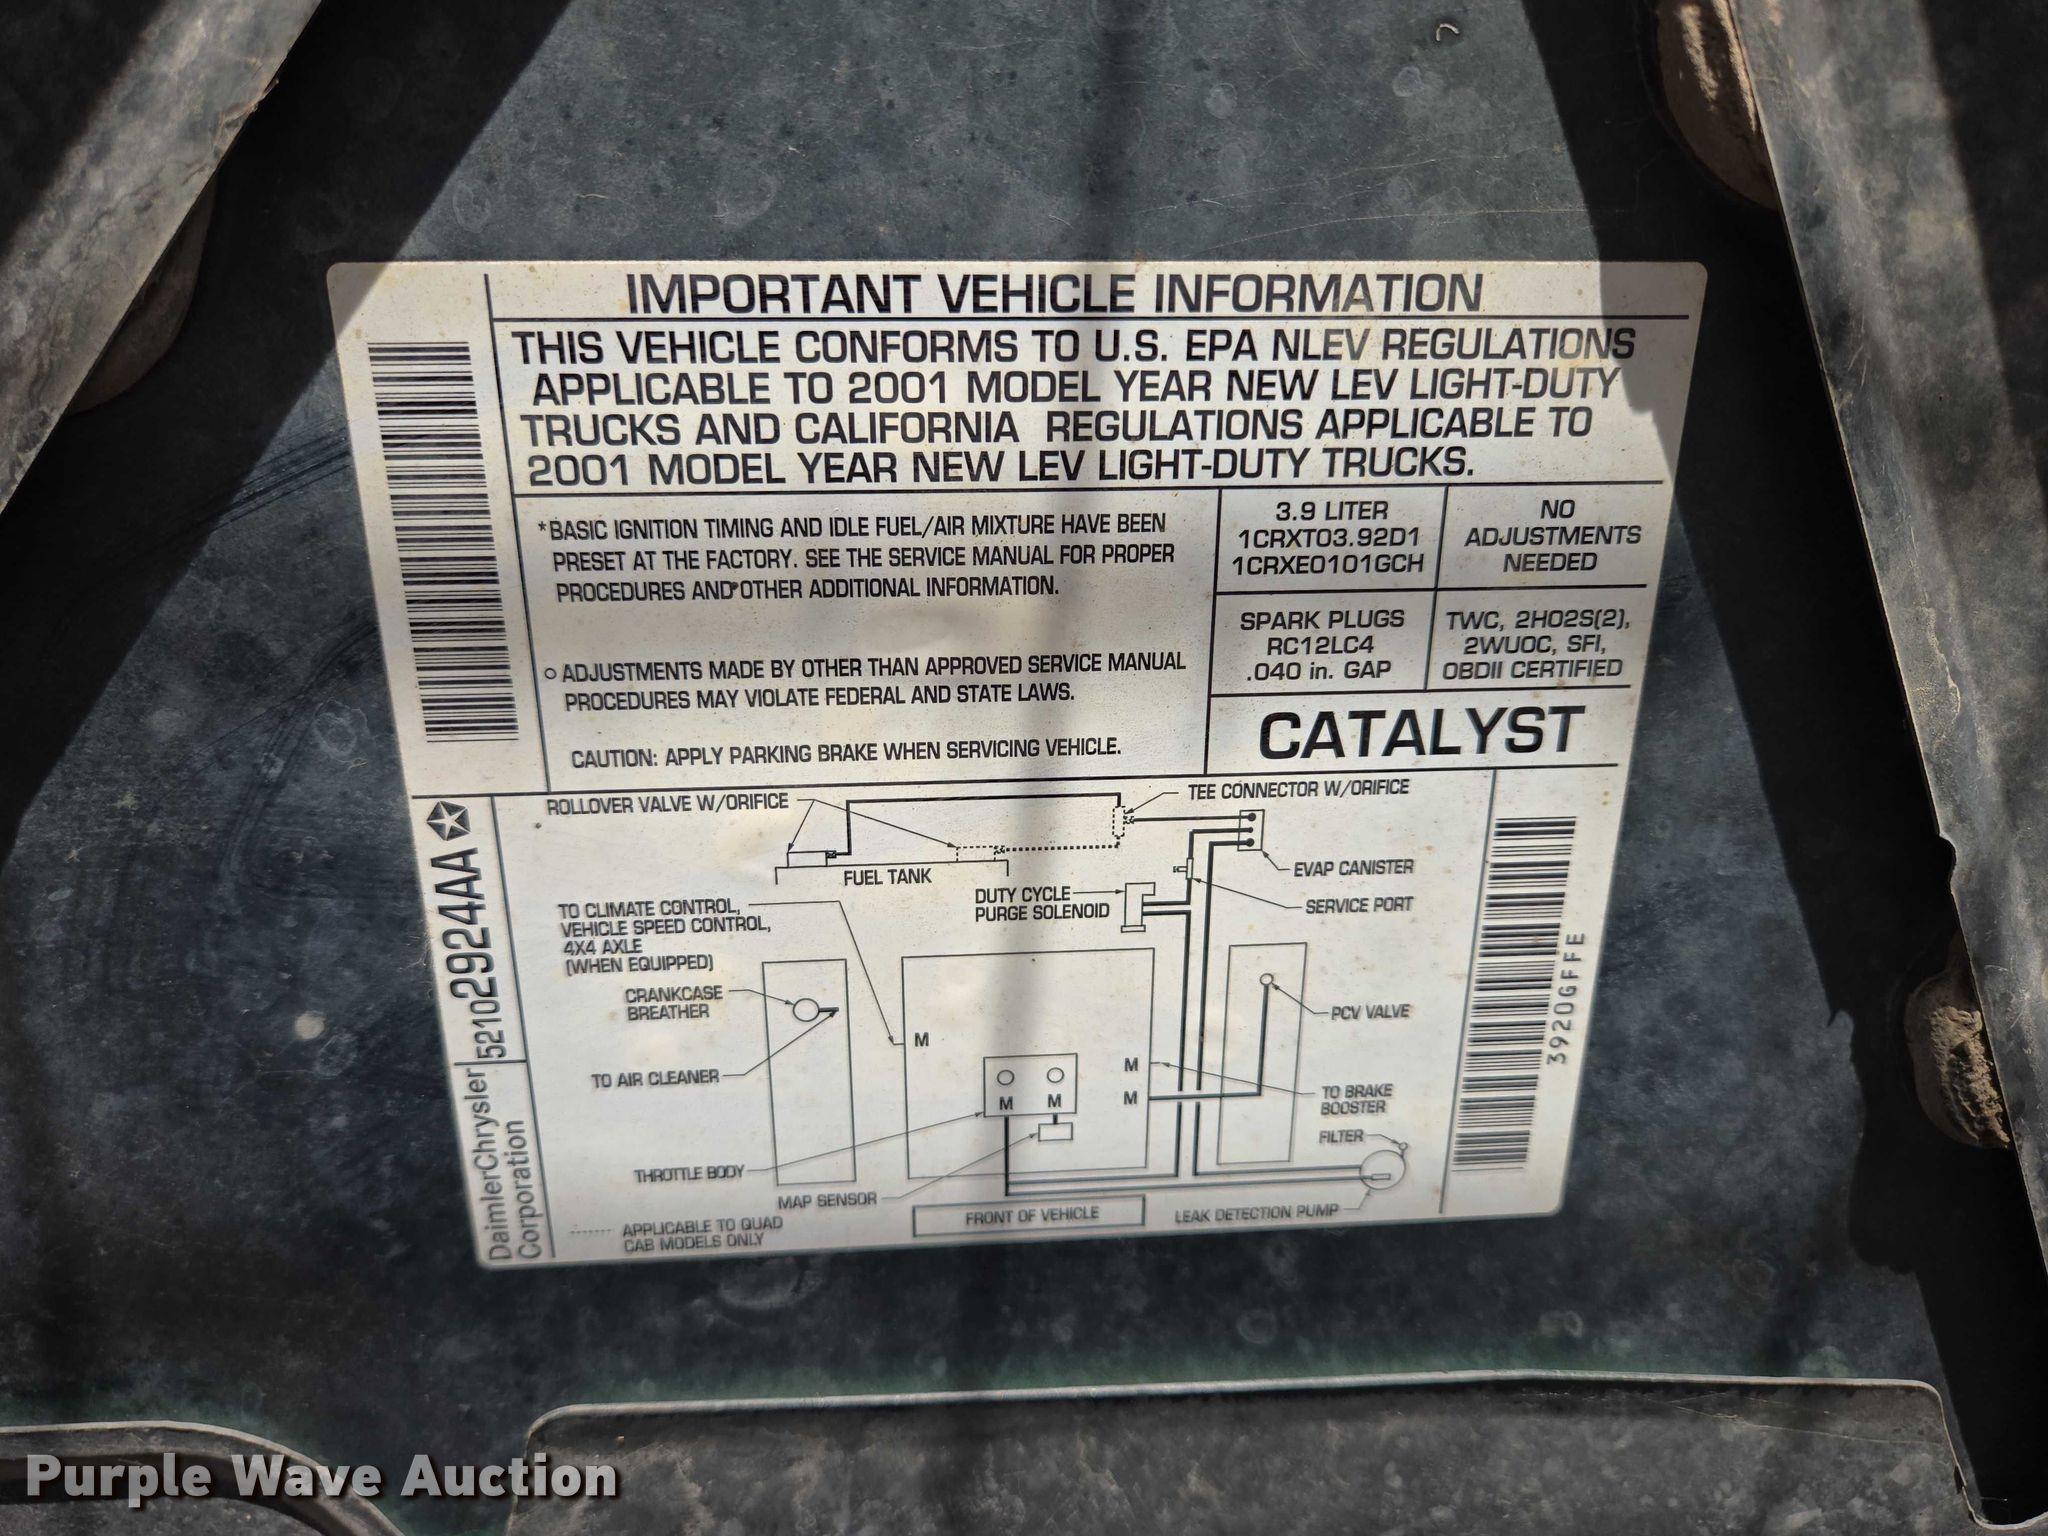 IMPORTANT VEHICLE INFORMATION
THIS VEHICLE CONFORMS TO U.S. EPA NLEV REGULATIONS
APPLICABLE TO 2001 MODEL YEAR NEW LEV LIGHT-DUTY
TRUCKS AND CALIFORNIA REGULATIONS APPLICABLE TO
2001 MODEL YEAR NEW LEV LIGHT-DUTY TRUCKS.
*BASIC IGNITION TIMING AND IDLE FUEL/AIR MIXTURE HAVE BEEN
PRESET AT THE FACTORY. SEE THE SERVICE MANUAL FOR PROPER
PROCEDURES AND OTHER ADDITIONAL INFORMATION.
○ ADJUSTMENTS MADE BY OTHER THAN APPROVED SERVICE MANUAL
PROCEDURES MAY VIOLATE FEDERAL AND STATE LAWS.
CAUTION: APPLY PARKING BRAKE WHEN SERVICING VEHICLE.
3.9 LITER
1CRXT03.92D1
1CRXE0101GCH
NO
ADJUSTMENTS
NEEDED
SPARK PLUGS
RC12LC4
.040 in. GAP
TWC, 2HO2S(2),
2WUOC, SFI,
OBDII CERTIFIED
CATALYST
ROLLOVER VALVE W/ORIFICE
TEE CONNECTOR W/ORIFICE
FUEL TANK
EVAP CANISTER
DUTY CYCLE
PURGE SOLENOID
SERVICE PORT
TO CLIMATE CONTROL,
VEHICLE SPEED CONTROL,
4X4 AXLE
(WHEN EQUIPPED)
CRANKCASE
BREATHER
PCV VALVE
M
M
M
M
M
TO AIR CLEANER
TO BRAKE
BOOSTER
FILTER
THROTTLE BODY
MAP SENSOR
LEAK DETECTION PUMP
FRONT OF VEHICLE
APPLICABLE TO QUAD
CAB MODELS ONLY
DaimlerChrysler
Corporation
52102924AA
3920GFFE
Purple Wave Auction